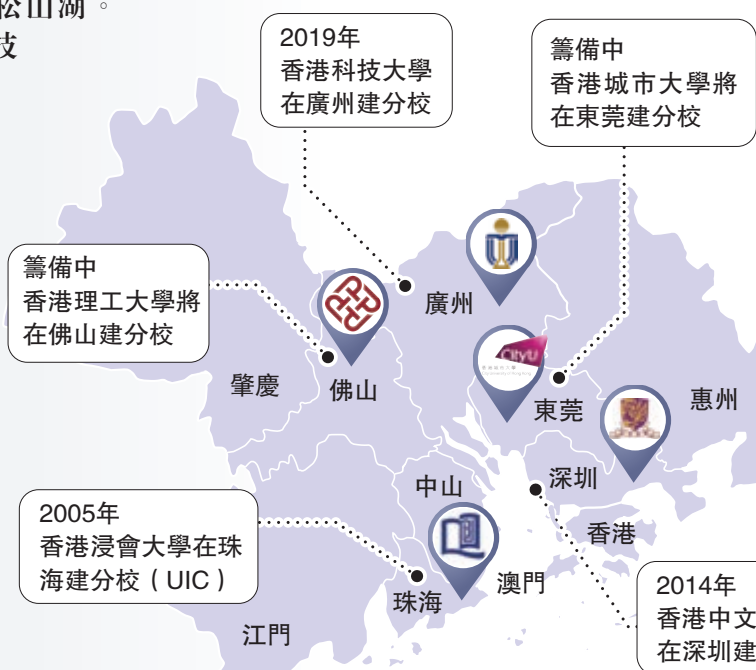 松山湖。
技
2019年
香港科技大學
在廣州建分校
籌備中
香港城市大學將
在東莞建分校
籌備中
香港理工大學將
在佛山建分校
廣州
CityU
肇慶
佛山
東莞
惠州
中山
深圳
2005年
香港浸會大學在珠
海建分校（UIC）
香港
珠海
澳門
江門
2014年
香港中文
在深圳建